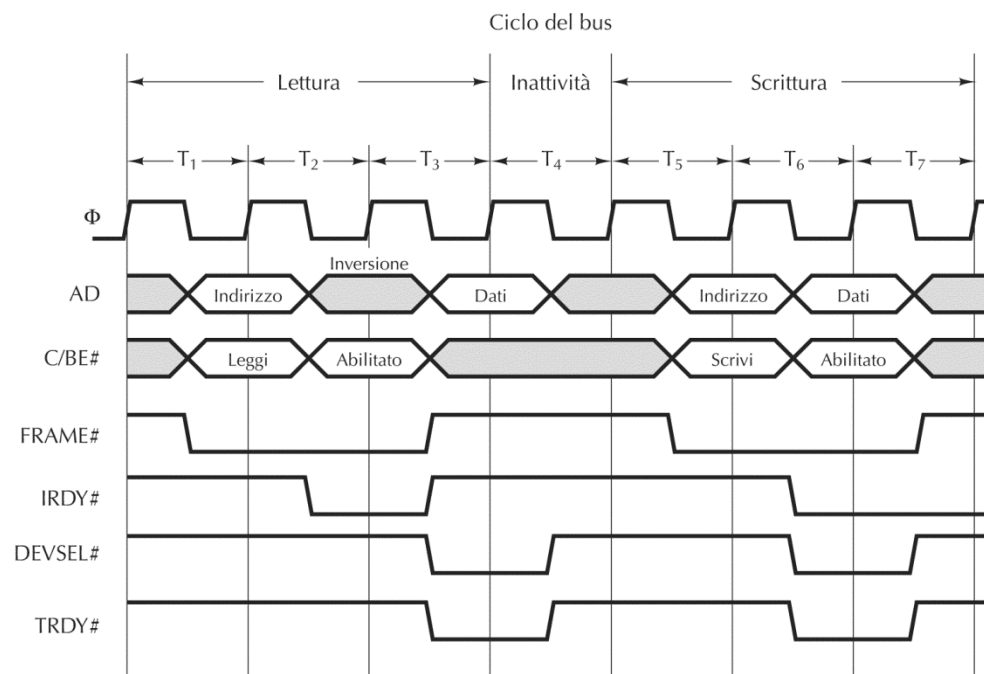 Ciclo del bus
Lettura Inattività Scrittura
T1 T2 T3 T4 T5 T6 T7
Φ
Inversione
AD Indirizzo Dati Indirizzo Dati
C/BE# Leggi Abilitato Scrivi Abilitato
FRAME#
IRDY#
DEVSEL#
TRDY#